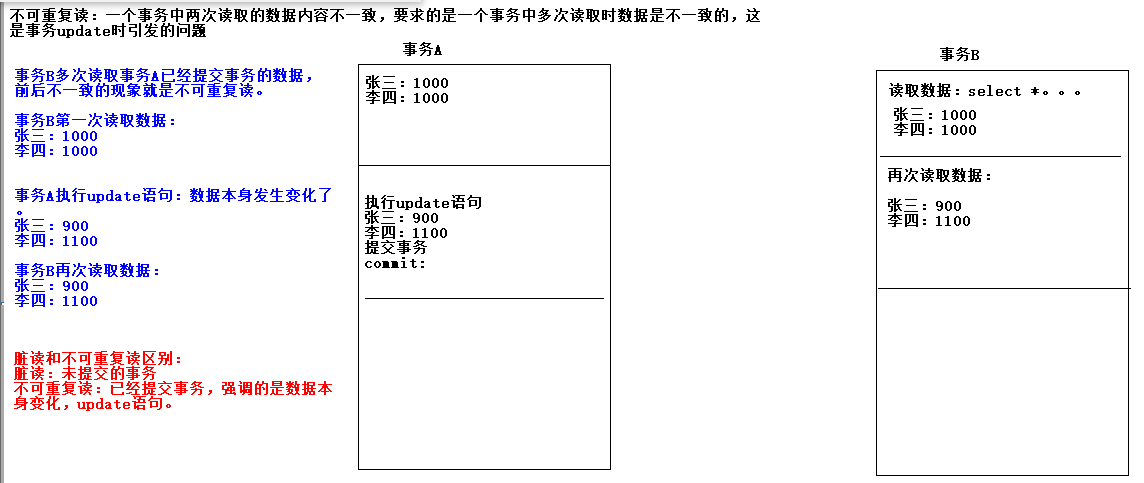 不可重复读：一个事务中两次读取的数据内容不一致，要求的是一个事务中多次读取时数据是不一致的，这
是事务update时引发的问题
事务B多次读取事务A已经提交事务的数据，
前后不一致的现象就是不可重复读。
事务B第一次读取数据：
张三：1000
李四：1000
事务A执行update语句：数据本身发生变化了
。
张三：900
李四：1100
事务B再次读取数据：
张三：900
李四：1100
脏读和不可重复读区别：
脏读：未提交的事务
不可重复读：已经提交事务，强调的是数据本
身变化，update语句。
事务A
张三：1000
李四：1000
执行update语句
张三：900
李四：1100
提交事务
commit:
事务B
读取数据：select *。。。
张三：1000
李四：1000
再次读取数据：
张三：900
李四：1100